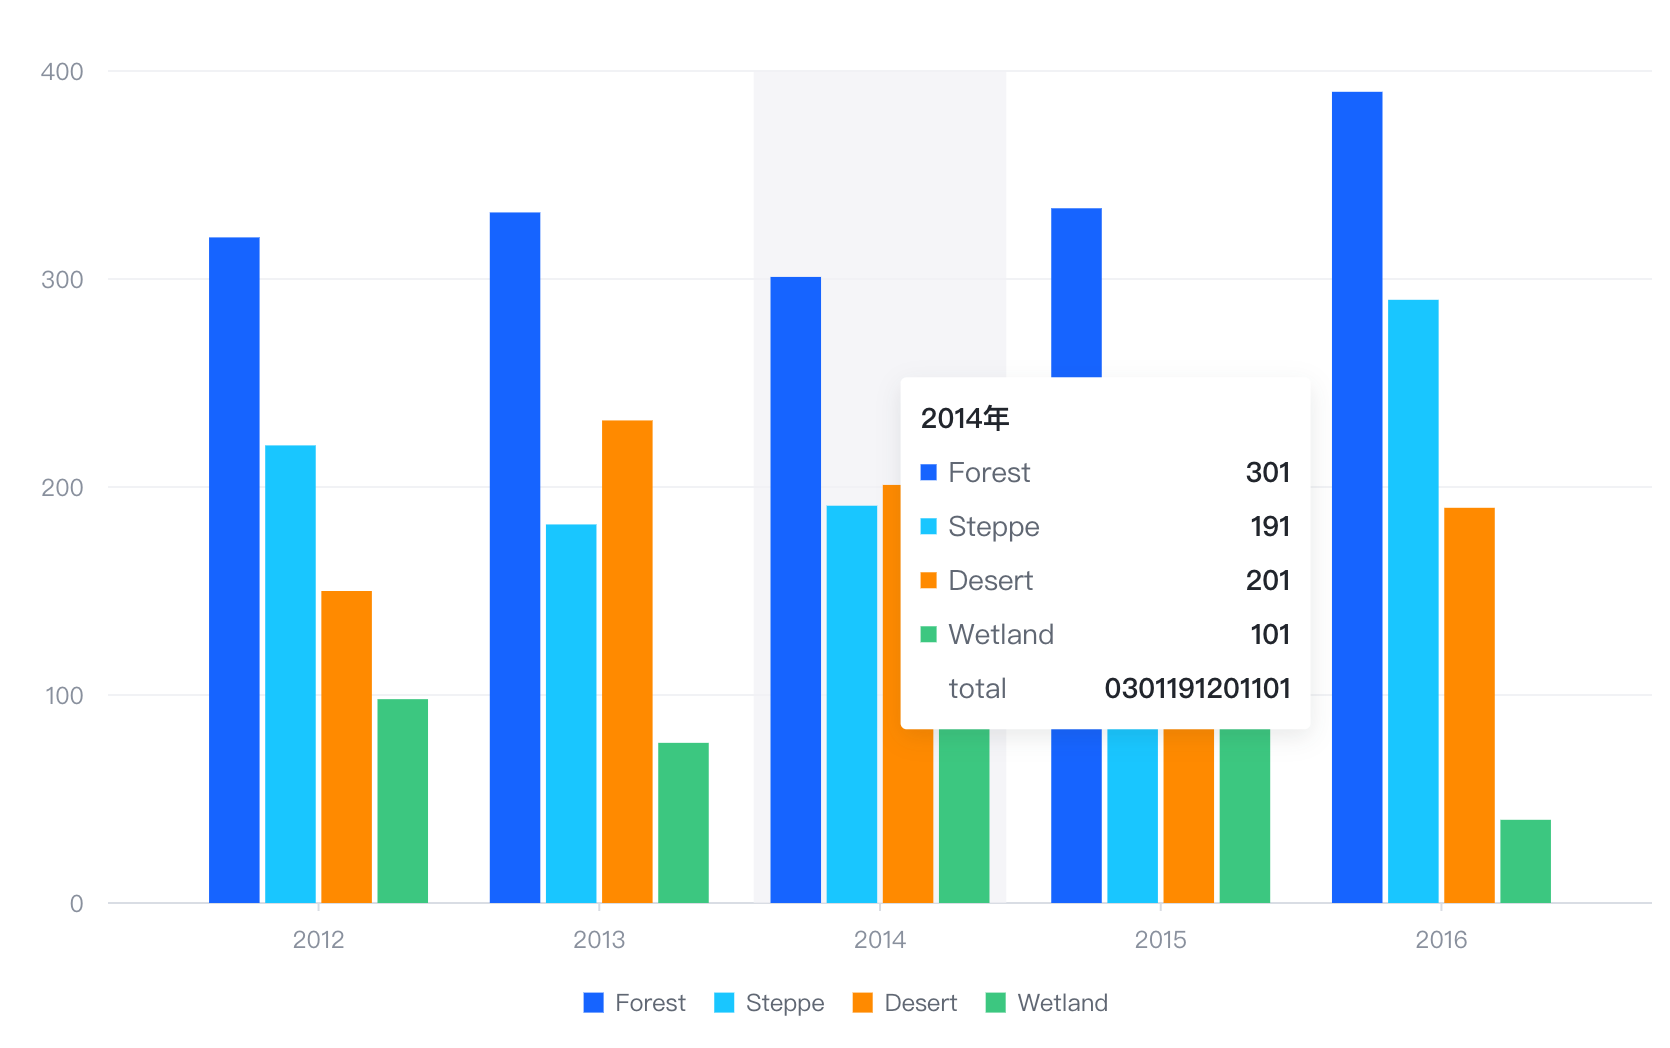 400
300
200
100
0
2014年
Forest 301
Steppe 191
Desert 201
Wetland 101
total 0301191201101
2012 2013 2014 2015 2016
Forest Steppe Desert Wetland